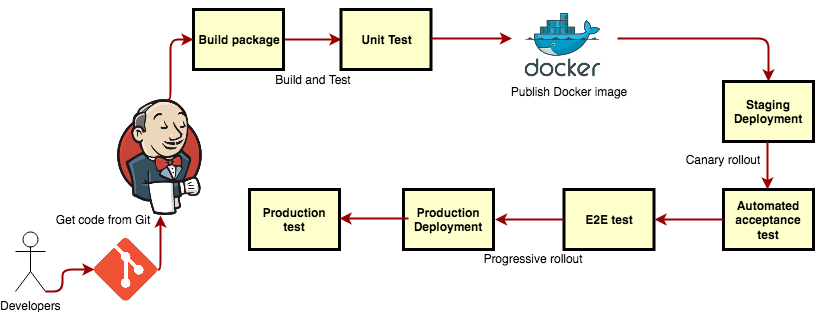 Build package
Unit Test
Build and Test
docker
Publish Docker image
Staging
Deployment
Canary rollout
Get code from Git
Production
test
Production
Deployment
E2E test
Automated
acceptance
test
Progressive rollout
Developers